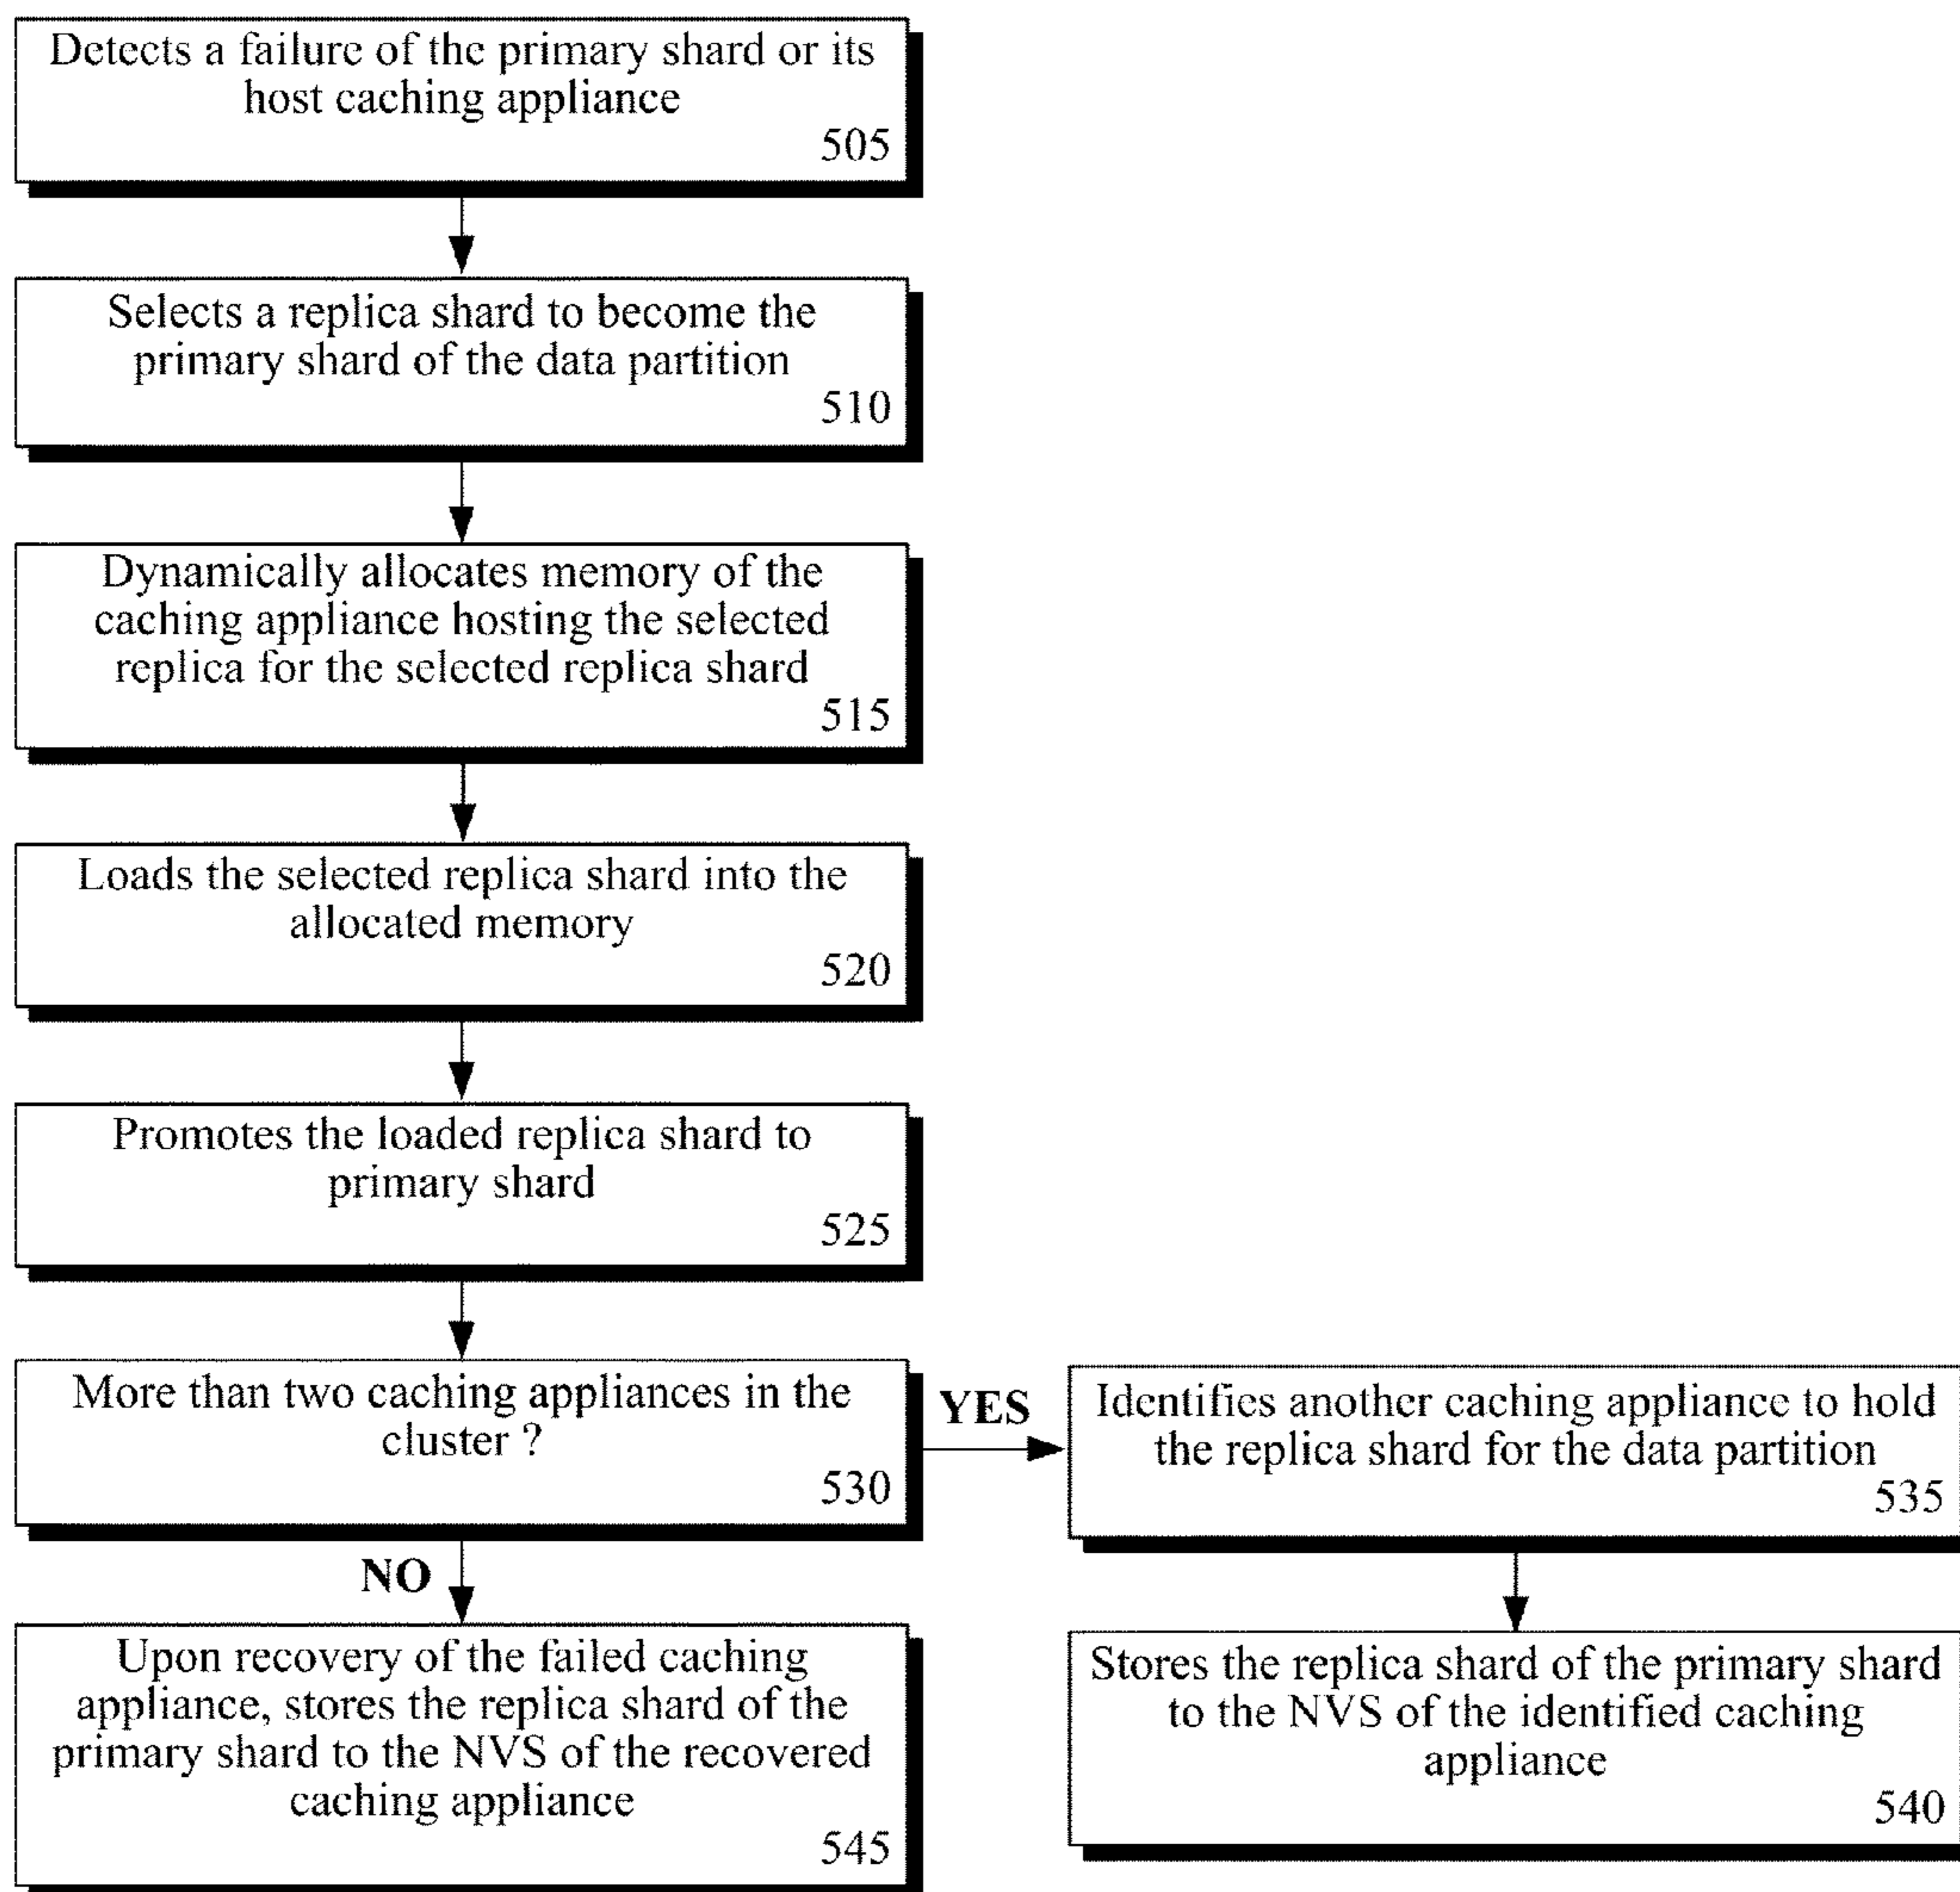 Detects a failure of the primary shard or its
host caching appliance
505
Selects a replica shard to become the
primary shard of the data partition
510
Dynamically allocates memory of the
caching appliance hosting the selected
replica for the selected replica shard
515
Loads the selected replica shard into the
allocated memory
520
Promotes the loaded replica shard to
primary shard
525
More than two caching appliances in the
cluster ?
530
YES
Identifies another caching appliance to hold
the replica shard for the data partition
535
NO
Upon recovery of the failed caching
appliance, stores the replica shard of the
primary shard to the NVS of the recovered
caching appliance
545
Stores the replica shard of the primary shard
to the NVS of the identified caching
appliance
540